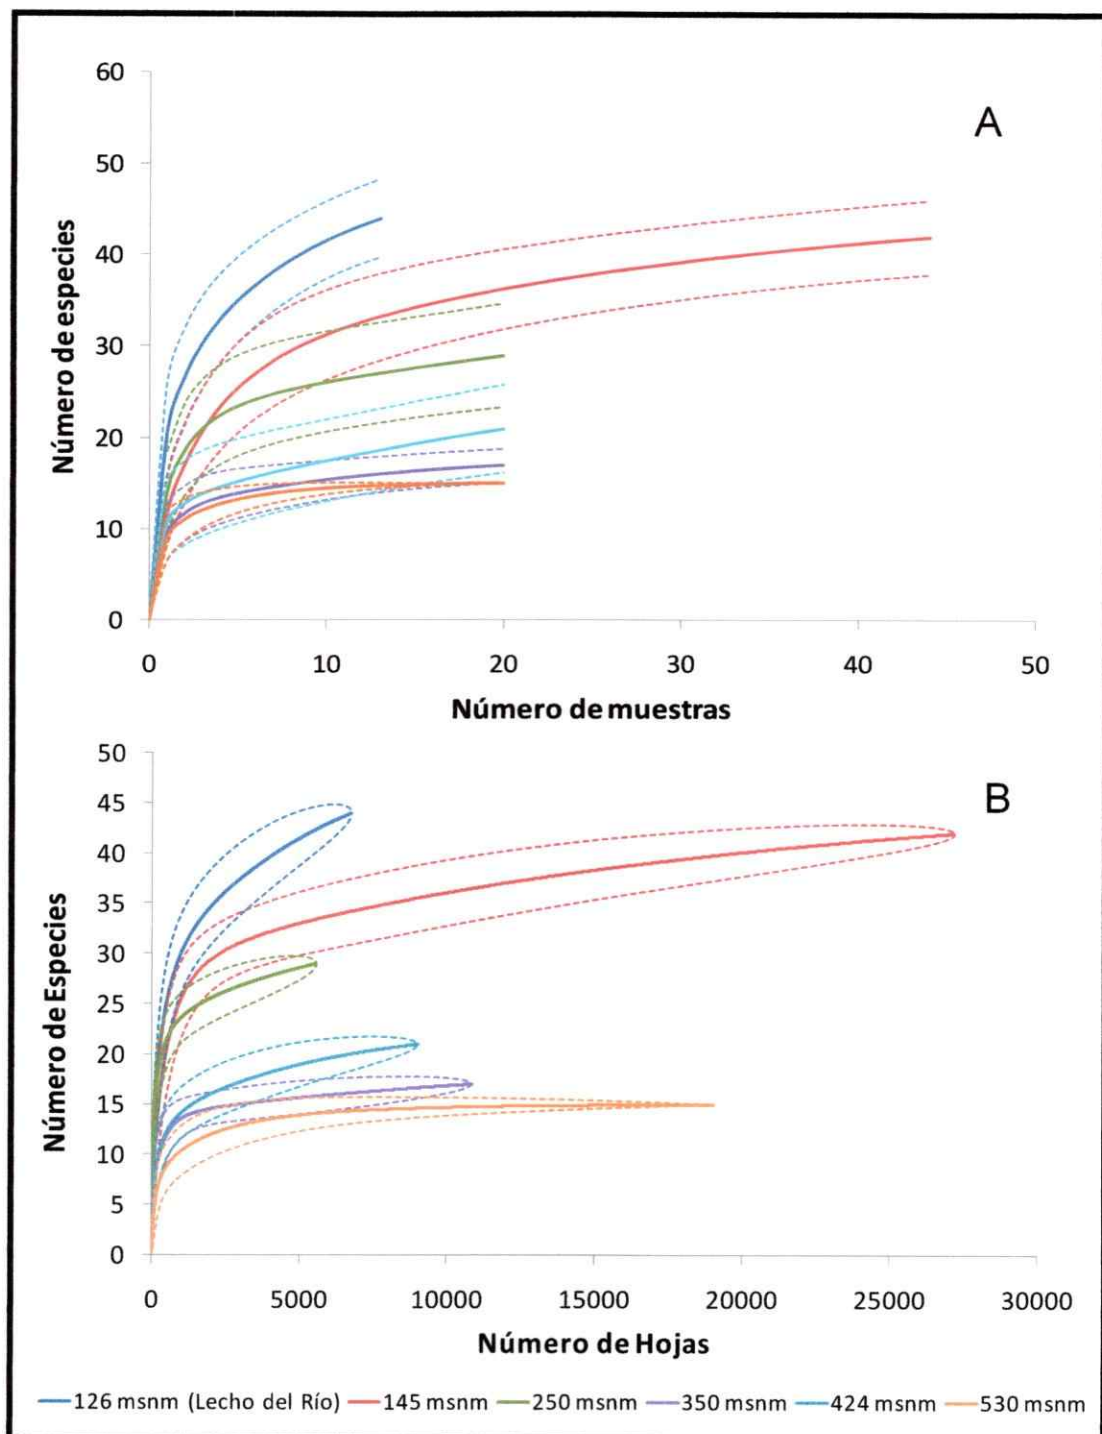 A
60
50
40
30
20
10
0
Número de especies
0 10 20 30 40 50
Número de muestras
B
50
45
40
35
30
25
20
15
10
5
0
Número de Especies
0 5000 10000 15000 20000 25000 30000
Número de Hojas
126 msnm (Lecho del Río) 145 msnm 250 msnm 350 msnm 424 msnm 530 msnm